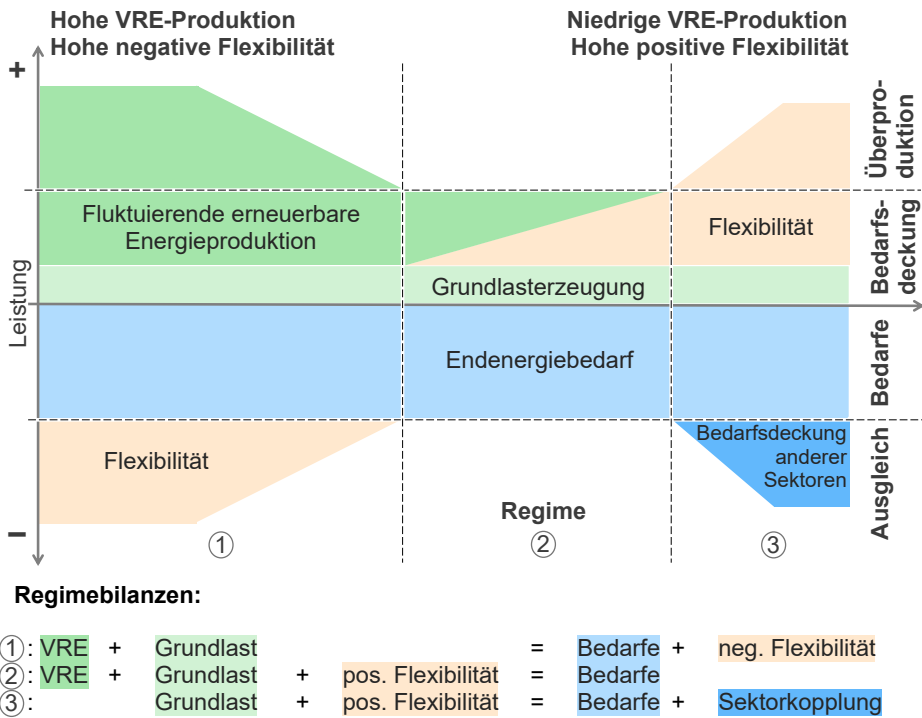 Hohe VRE-Produktion
Hohe negative Flexibilität
Niedrige VRE-Produktion
Hohe positive Flexibilität
+
Leistung
–
Fluktuierende erneuerbare
Energieproduktion
Grundlasterzeugung
Flexibilität
Endenergiebedarf
Flexibilität
Bedarfsdeckung
anderer
Sektoren
Überpro-
duktion
Bedarfs-
deckung
Bedarfe
Ausgleich
Regime
1
2
3
Regimebilanzen:
1: VRE + Grundlast = Bedarfe + neg. Flexibilität
2: VRE + Grundlast + pos. Flexibilität = Bedarfe
3: Grundlast + pos. Flexibilität = Bedarfe + Sektorkopplung